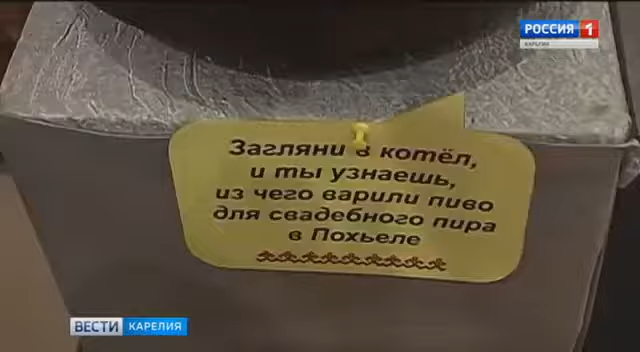 РОССИЯ 1
КАРЕЛИЯ
Загляни в котёл,
и ты узнаешь,
из чего варили пиво
для свадебного пира
в Похьеле
ВЕСТИ КАРЕЛИЯ